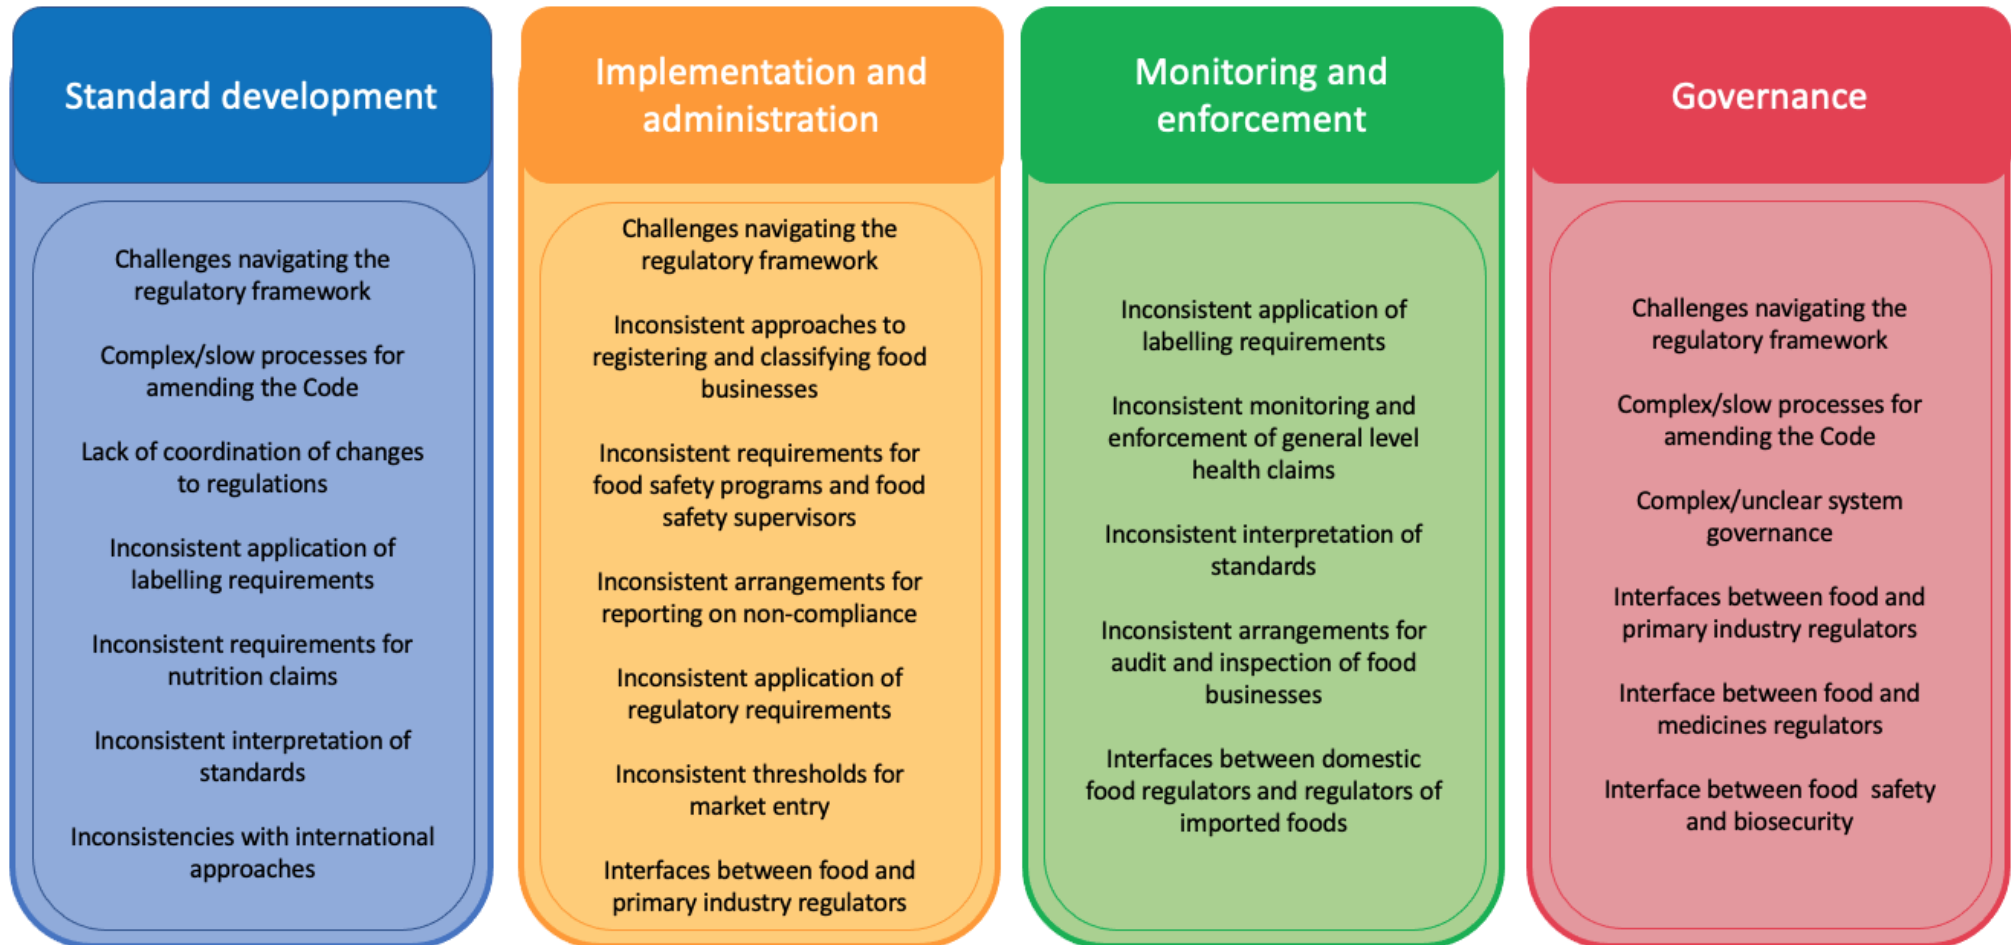 Standard development
Challenges navigating the
regulatory framework
Complex/slow processes for
amending the Code
Lack of coordination of changes
to regulations
Inconsistent application of
labelling requirements
Inconsistent requirements for
nutrition claims
Inconsistent interpretation of
standards
Inconsistencies with international
approaches
Implementation and
administration
Challenges navigating the
regulatory framework
Inconsistent approaches to
registering and classifying food
businesses
Inconsistent requirements for
food safety programs and food
safety supervisors
Inconsistent arrangements for
reporting on non-compliance
Inconsistent application of
regulatory requirements
Inconsistent thresholds for
market entry
Interfaces between food and
primary industry regulators
Monitoring and
enforcement
Inconsistent application of
labelling requirements
Inconsistent monitoring and
enforcement of general level
health claims
Inconsistent interpretation of
standards
Inconsistent arrangements for
audit and inspection of food
businesses
Interfaces between domestic
food regulators and regulators of
imported foods
Governance
Challenges navigating the
regulatory framework
Complex/slow processes for
amending the Code
Complex/unclear system
governance
Interfaces between food and
primary industry regulators
Interface between food and
medicines regulators
Interface between food  safety
and biosecurity